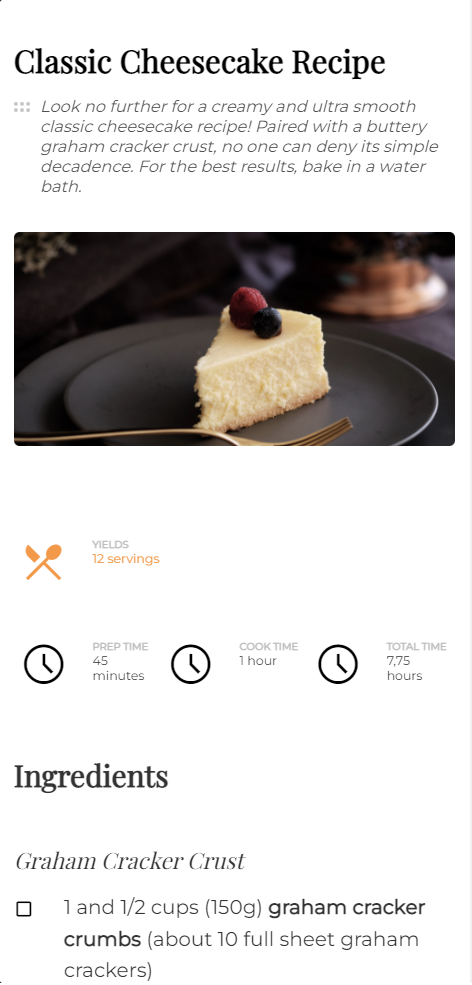 Classic Cheesecake Recipe
Look no further for a creamy and ultra smooth
classic cheesecake recipe! Paired with a buttery
graham cracker crust, no one can deny its simple
decadence. For the best results, bake in a water
bath.
YIELDS
12 servings
PREP TIME
45
minutes
COOK TIME
1 hour
TOTAL TIME
7,75
hours
Ingredients
Graham Cracker Crust
1 and 1/2 cups (150g) graham cracker
crumbs (about 10 full sheet graham
crackers)